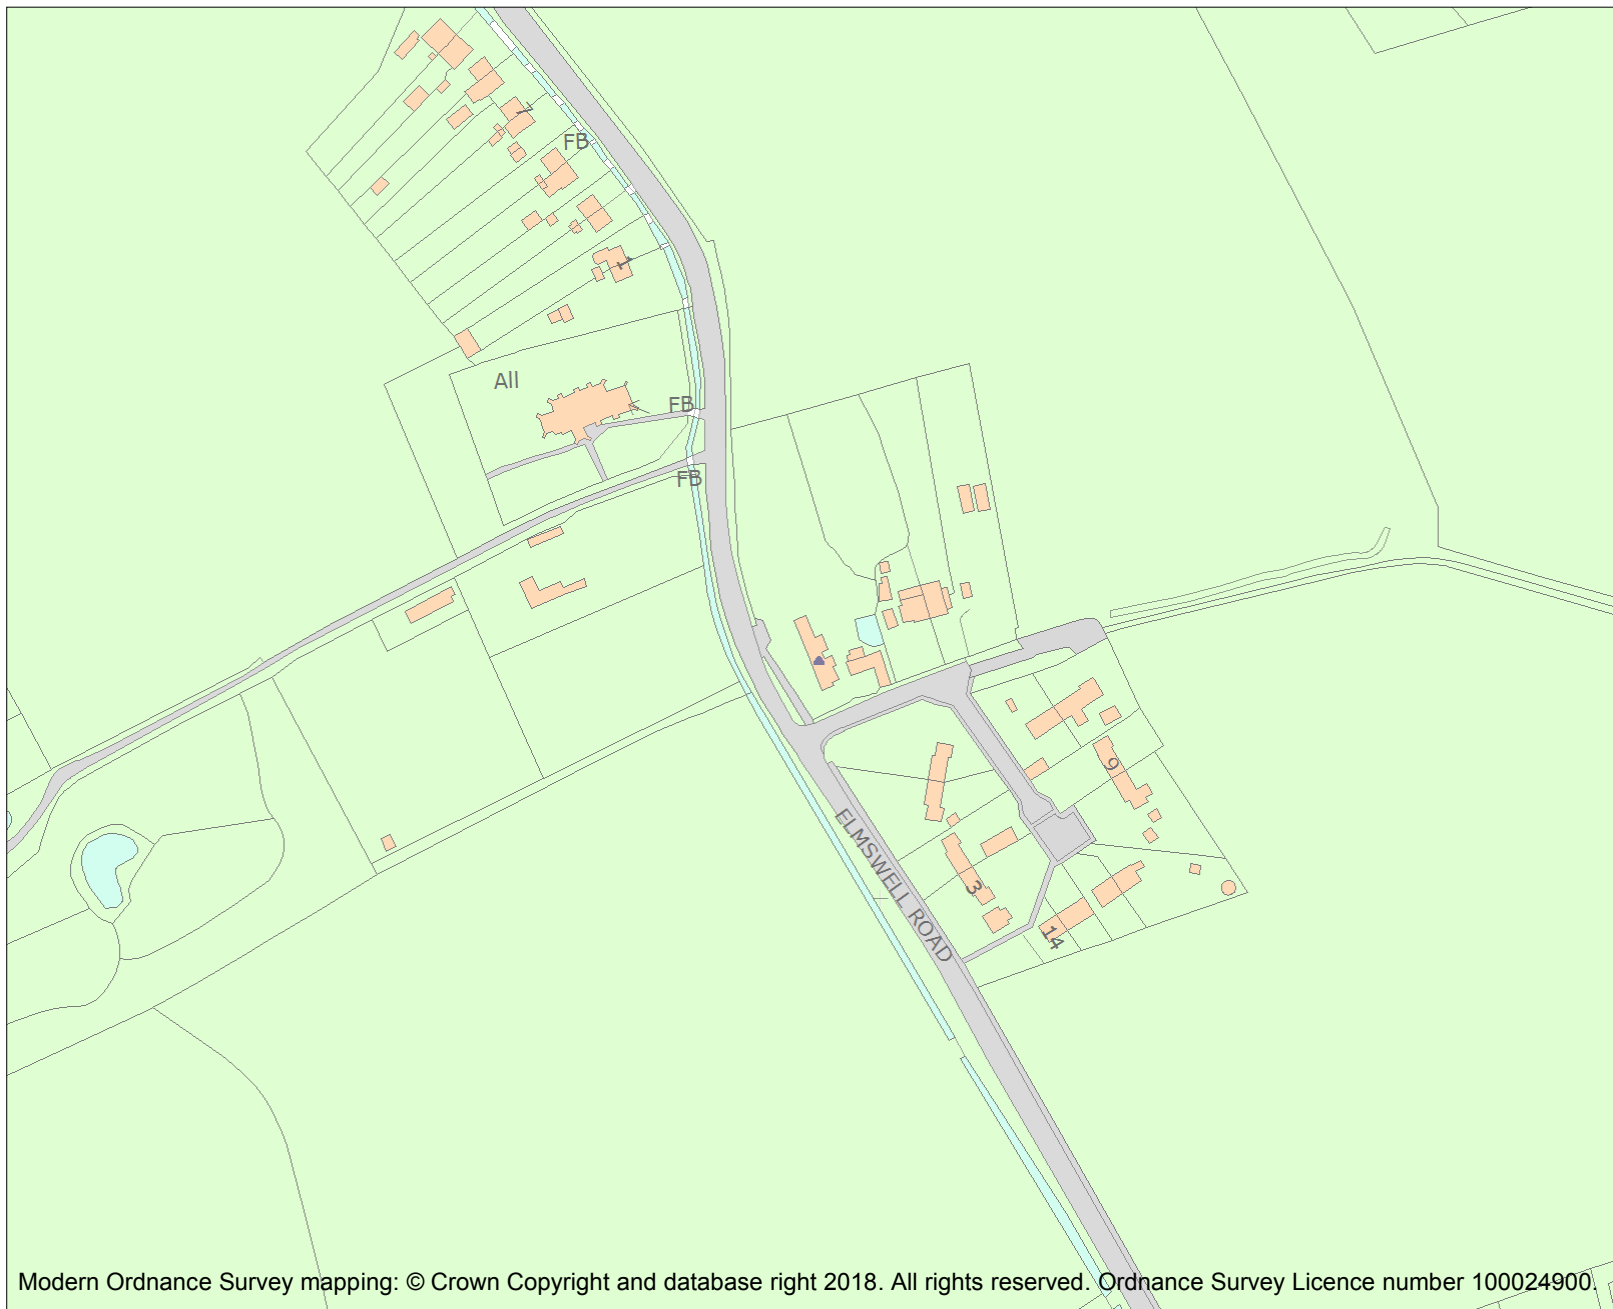 7
FB
1
All
FB
FB
9
ELMSWELL ROAD
3
14
Modern Ordnance Survey mapping: © Crown Copyright and database right 2018. All rights reserved. Ordnance Survey Licence number 100024900.